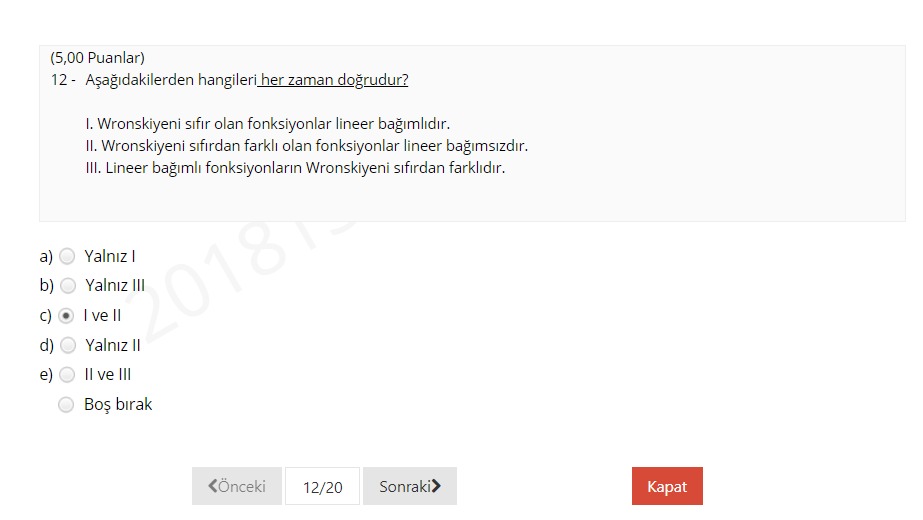 (5,00 Puanlar)
12 - Aşağıdakilerden hangileri her zaman doğrudur?
I. Wronskiyeni sıfır olan fonksiyonlar lineer bağımlıdır.
II. Wronskiyeni sıfırdan farklı olan fonksiyonlar lineer bağımsızdır.
III. Lineer bağımlı fonksiyonların Wronskiyeni sıfırdan farklıdır.
a) Yalnız I
b) Yalnız III
c) I ve II
d) Yalnız II
e) II ve III
Boş bırak
Önceki 12/20 Sonraki Kapat